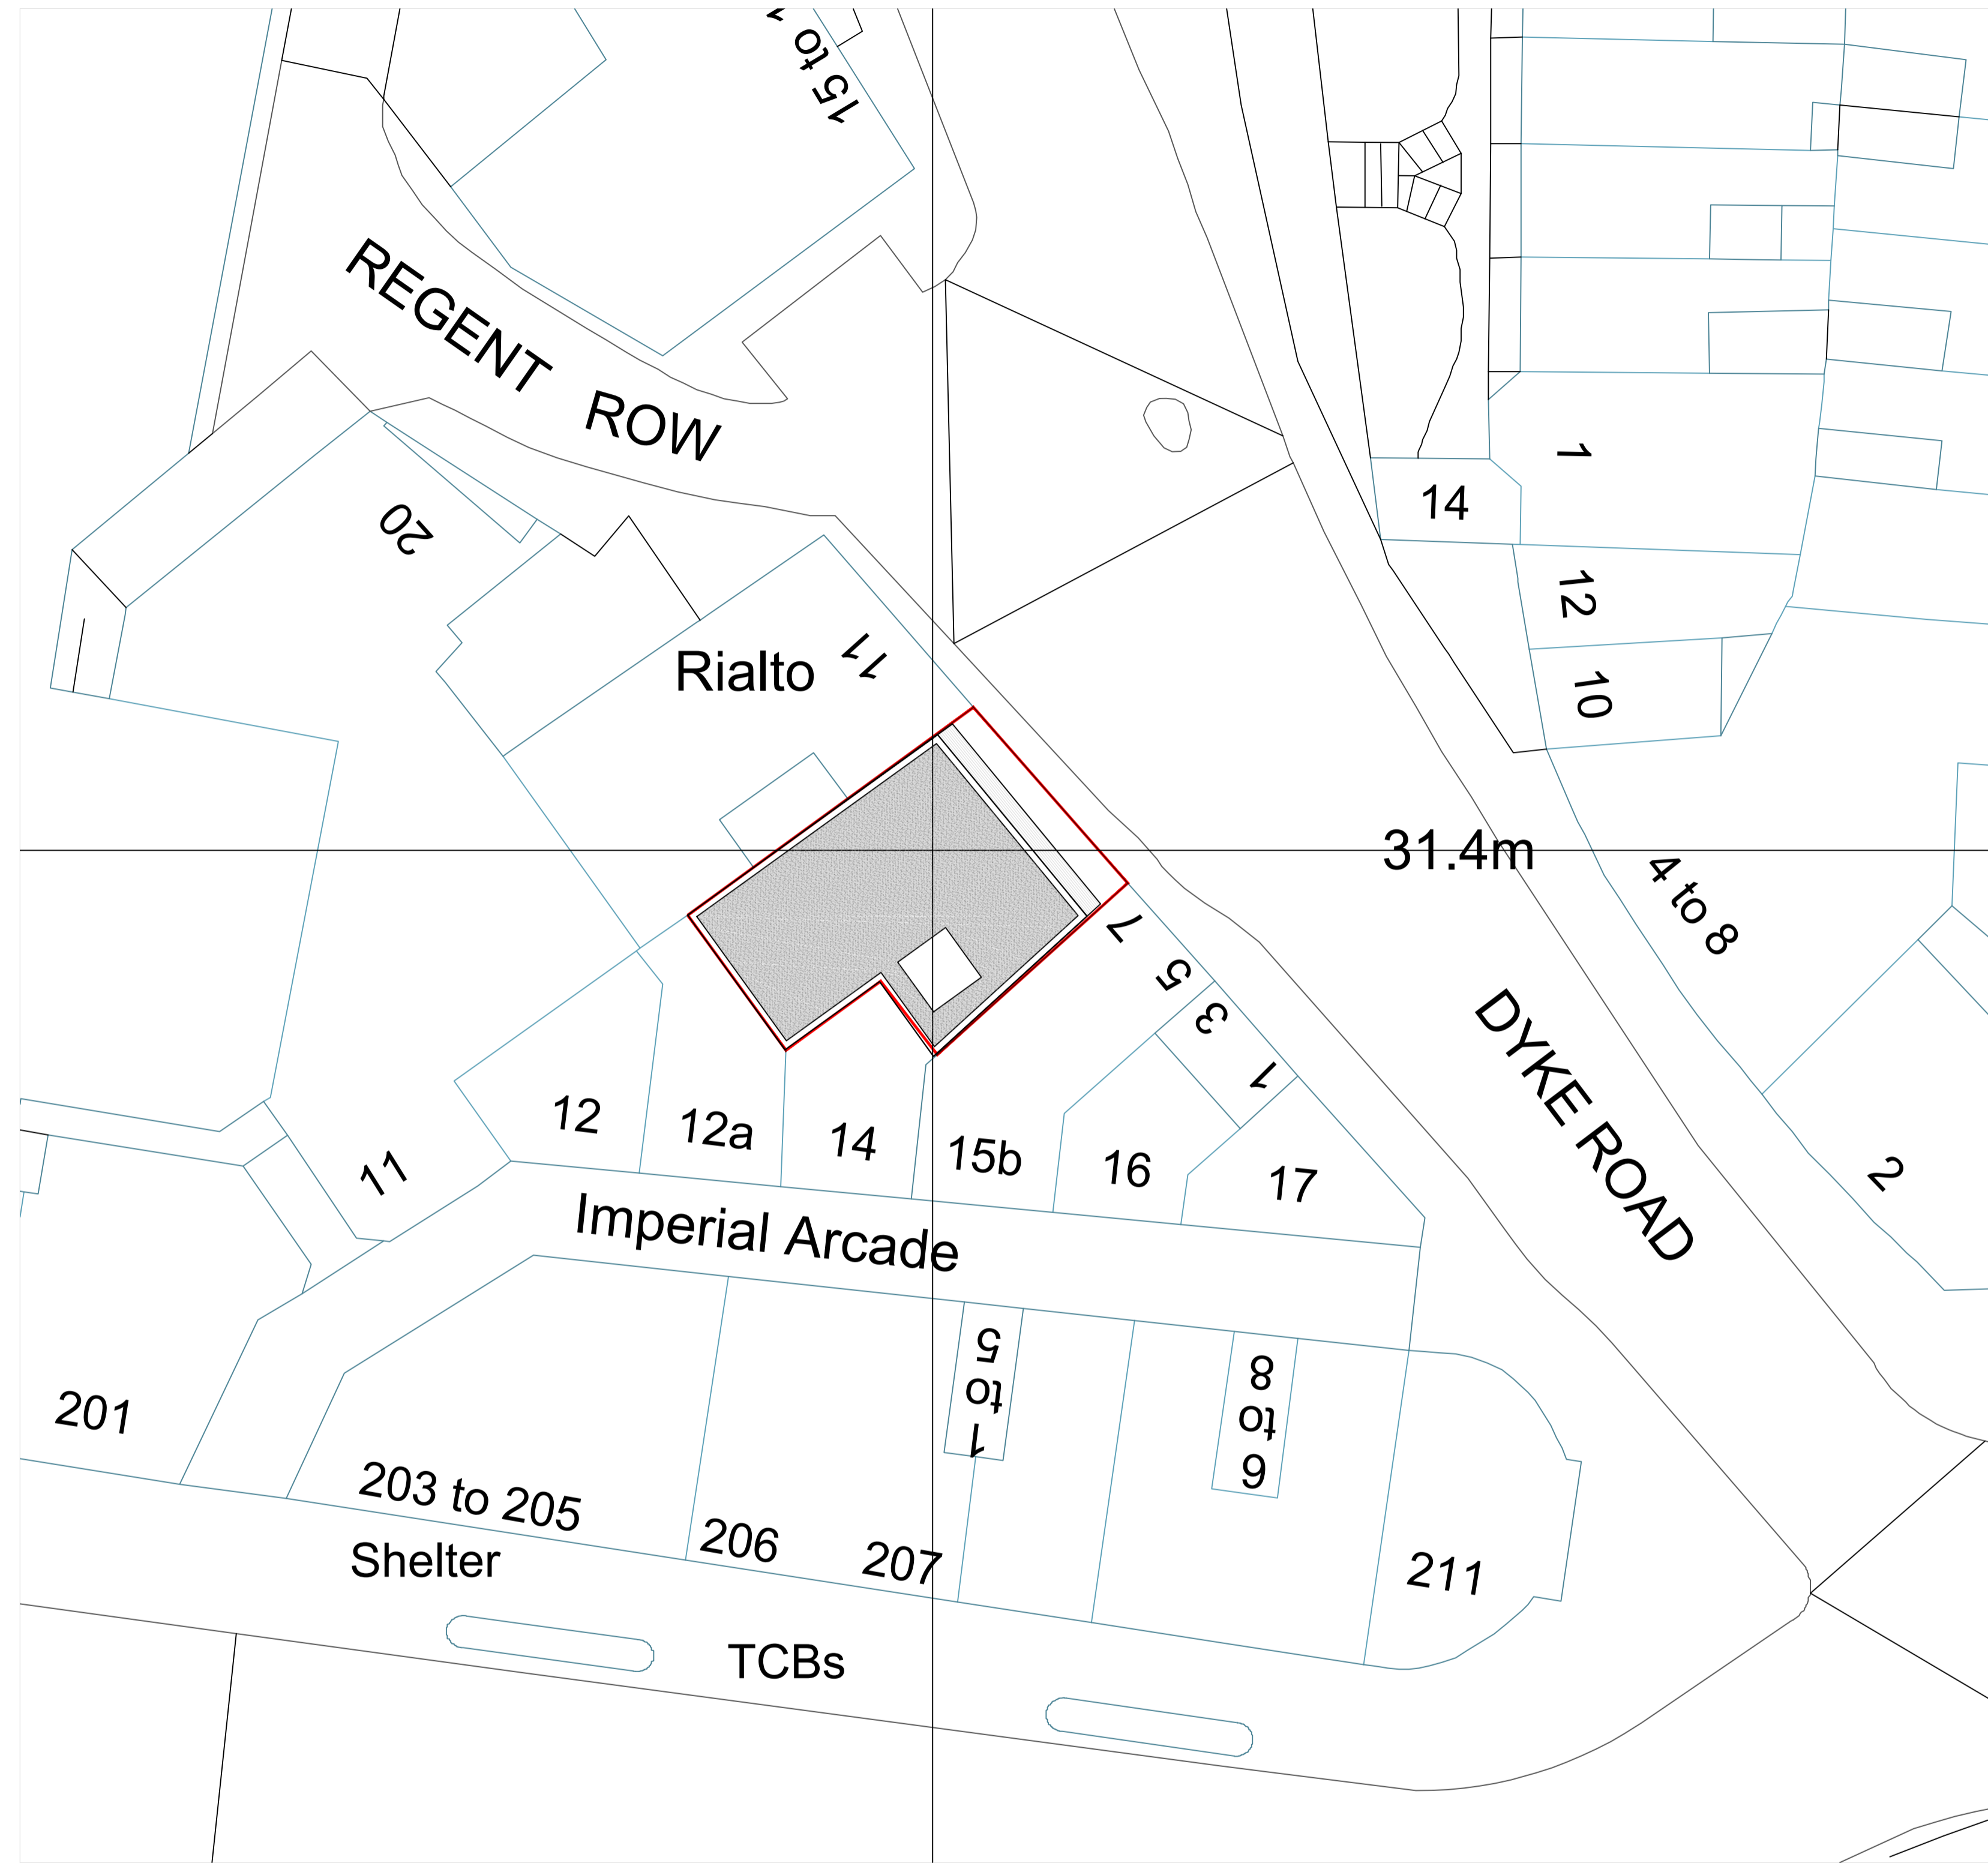 15 to
REGENT ROW
20
Rialto
11
1
14
12
10
31.4m
4 to 8
7
5
3
1
DYKE ROAD
2
12
12a
14
15b
16
17
11
Imperial Arcade
201
203 to 205
206
207
1 to 5
6 to 8
211
Shelter
TCBs